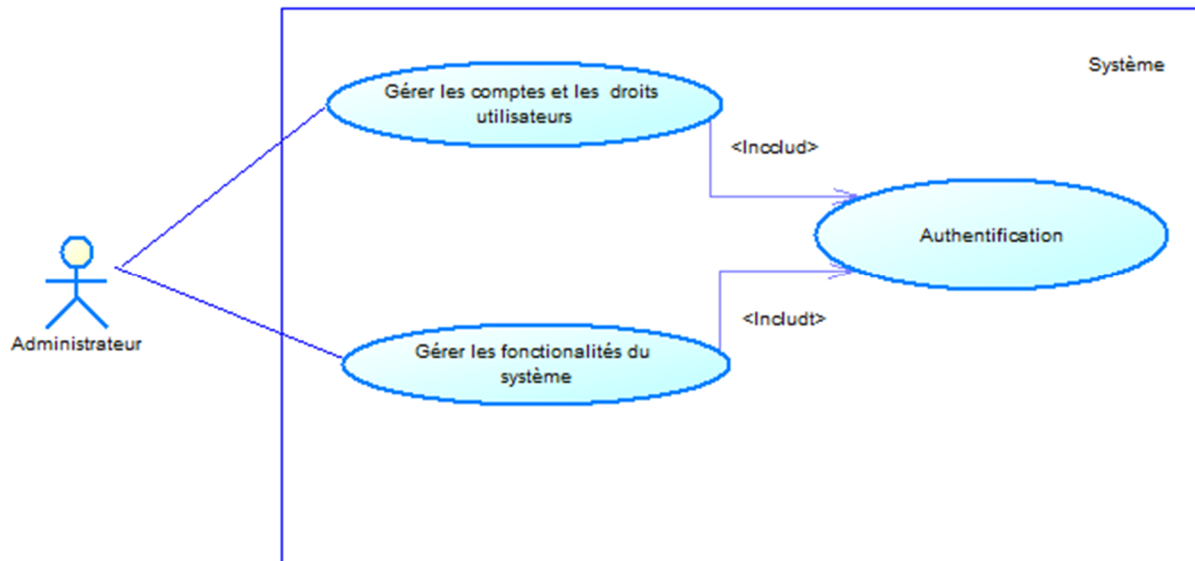 Système
Gérer les comptes et les droits
utilisateurs
<Incclud>
Authentification
<Includt>
Administrateur
Gérer les fonctionalités du
système